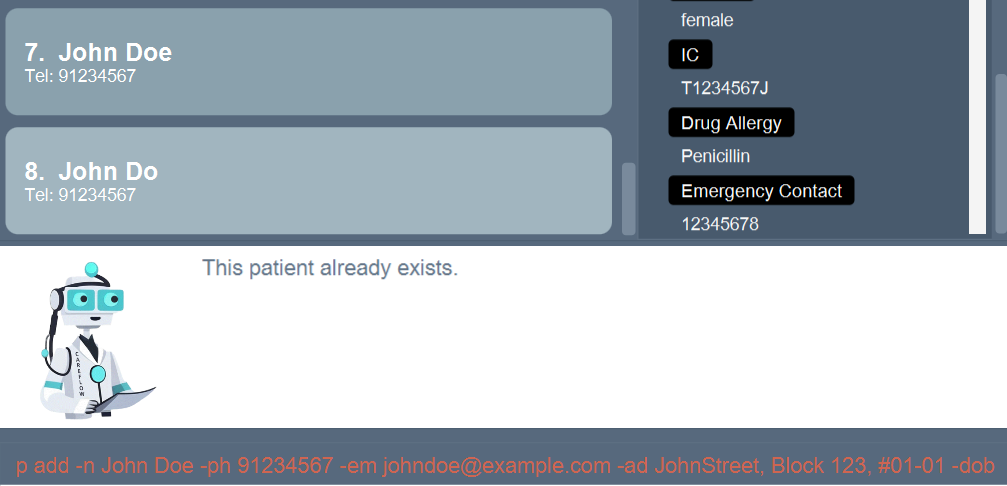 7. John Doe
Tel: 91234567
8. John Do
Tel: 91234567
female
IC
T1234567J
Drug Allergy
Penicillin
Emergency Contact
12345678
This patient already exists.
CAREFLOW
p add -n John Doe -ph 91234567 -em johndoe@example.com -ad JohnStreet, Block 123, #01-01 -dob